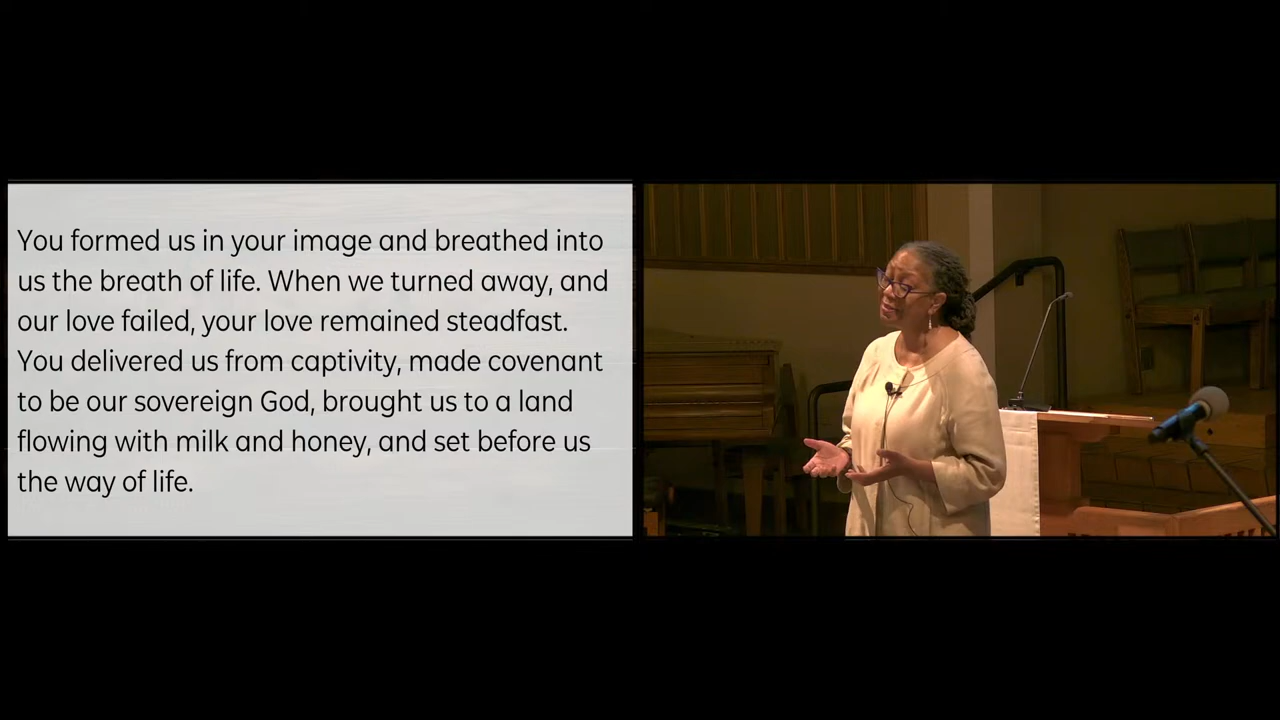 You formed us in your image and breathed into
us the breath of life. When we turned away, and
our love failed, your love remained steadfast.
You delivered us from captivity, made covenant
to be our sovereign God, brought us to a land
flowing with milk and honey, and set before us
the way of life.